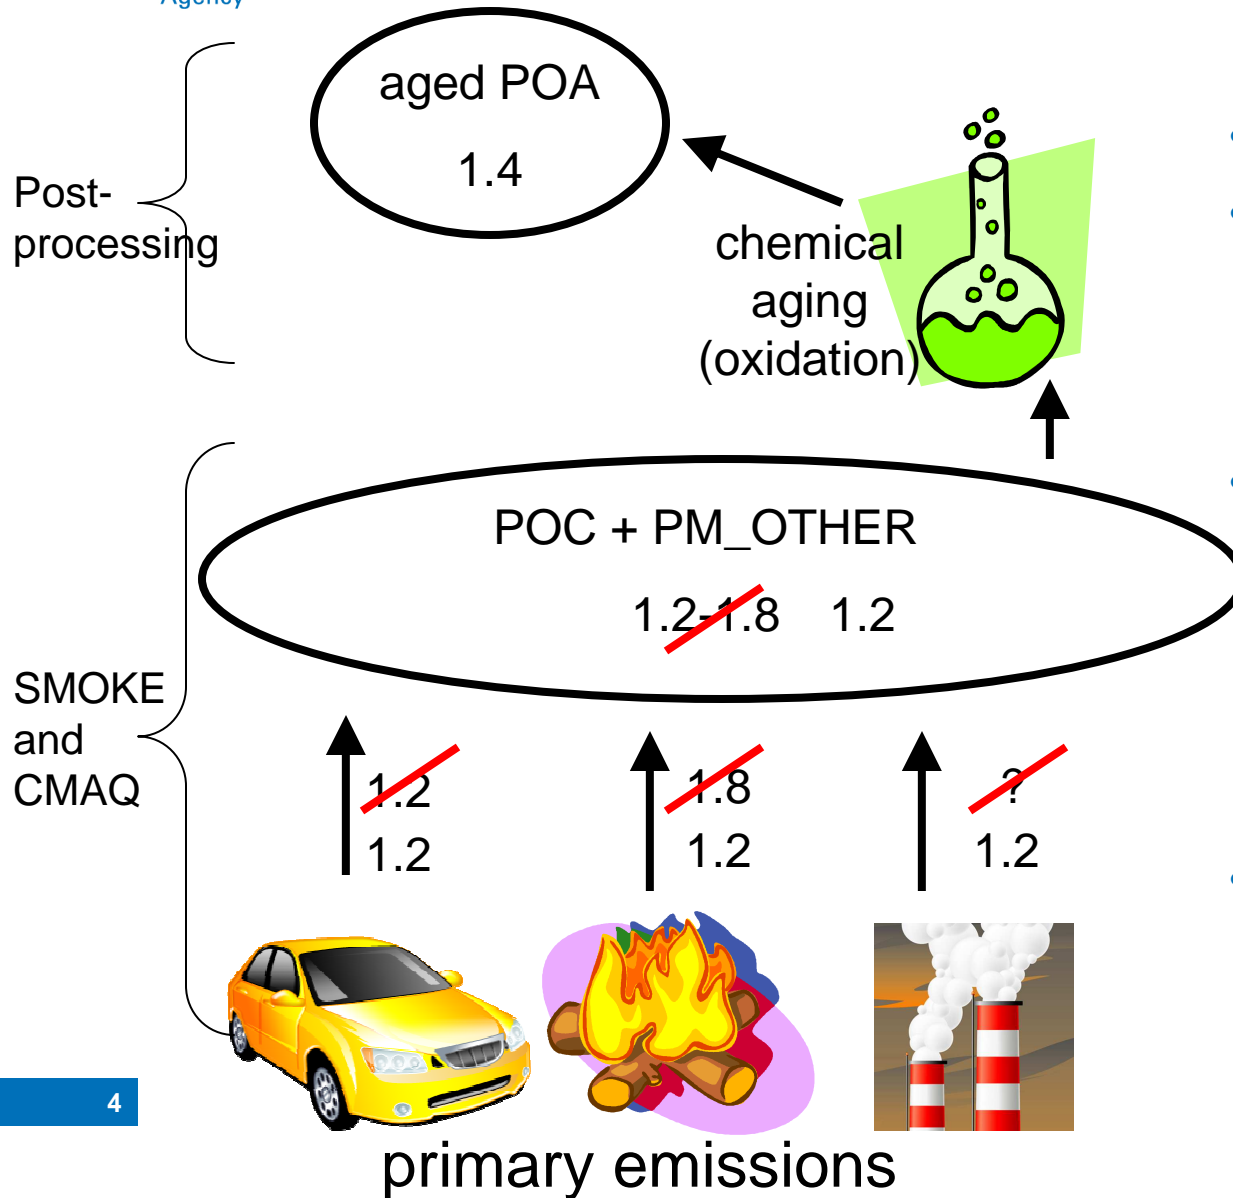 Agency
aged POA
1.4
Post-
processing
chemical
aging
(oxidation)
POC + PM_OTHER
1.2-1.8 1.2
SMOKE
and
CMAQ
1.2
1.2
1.8
1.2
?
1.2
4
primary emissions